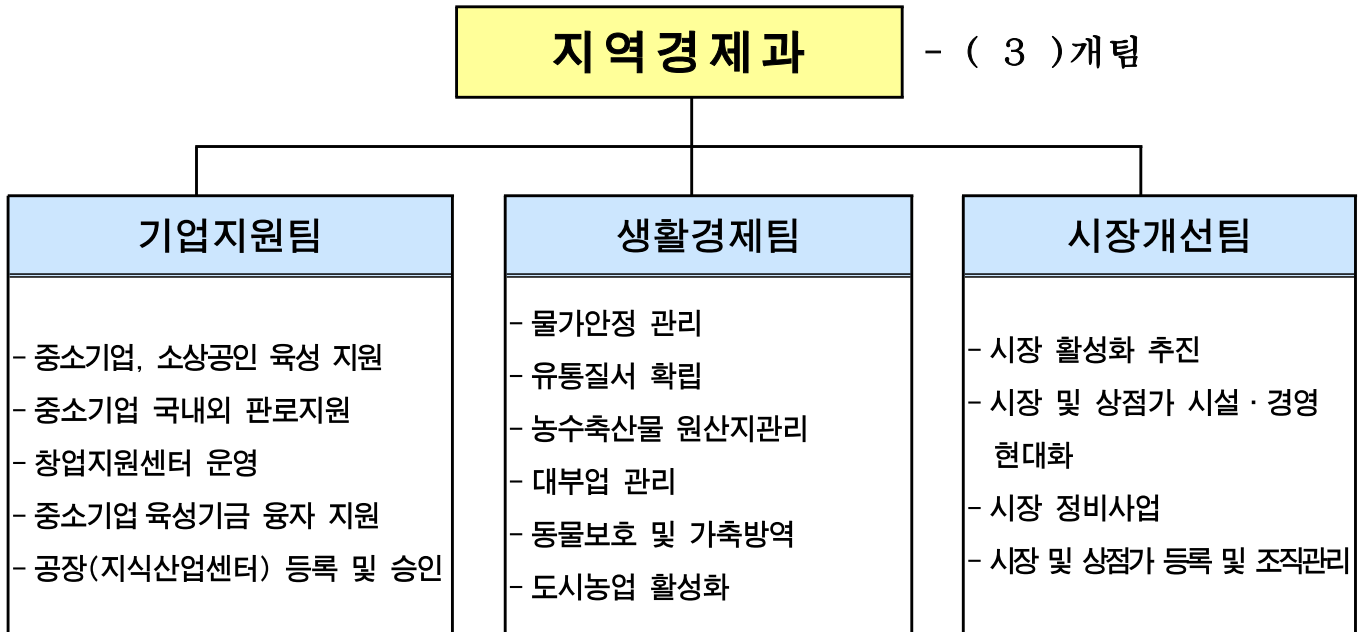 지역경제과
- ( 3 )개팀
기업지원팀
- 중소기업, 소상공인 육성 지원
- 중소기업 국내외 판로지원
- 창업지원센터 운영
- 중소기업 육성기금 융자 지원
- 공장(지식산업센터) 등록 및 승인
생활경제팀
- 물가안정 관리
- 유통질서 확립
- 농수축산물 원산지관리
- 대부업 관리
- 동물보호 및 가축방역
- 도시농업 활성화
시장개선팀
- 시장 활성화 추진
- 시장 및 상점가 시설 · 경영
현대화
- 시장 정비사업
- 시장 및 상점가 등록 및 조직관리